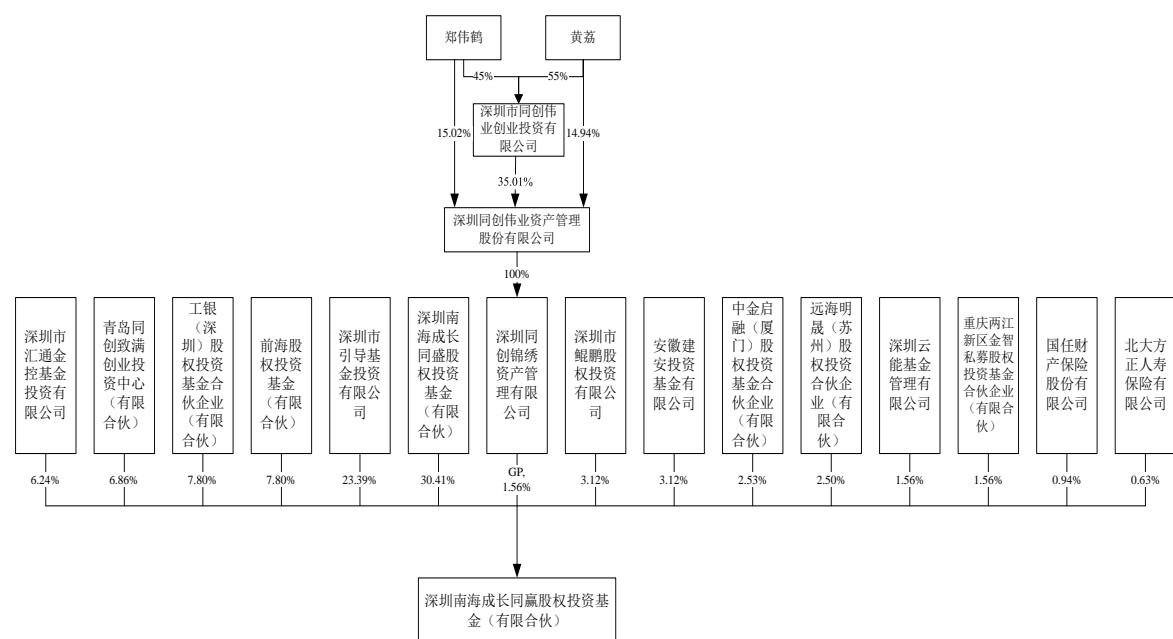 郑伟鹤
黄荔
45%
55%
深圳市同创伟
业创业投资有
限公司
15.02%
14.94%
35.01%
深圳同创伟业资产管理
股份有限公司
100%
深圳市
汇通金
控基金
投资有
限公司
青岛同
创致满
创业投
资中心
（有限
合伙）
工银
（深
圳）股
权投资
基金合
伙企业
（有限
合伙）
前海股
权投资
基金
（有限
合伙）
深圳市
引导基
金投资
有限公
司
深圳南
海成长
同盛股
权投资
基金
（有限
合伙）
深圳同
创锦绣
资产管
理有限
公司
深圳市
鲲鹏股
权投资
有限公
司
安徽建
安投资
基金有
限公司
中金启
融（厦
门）股
权投资
基金合
伙企业
（有限
合伙）
远海明
晟（苏
州）股
权投资
合伙企
业（有
限合
伙）
深圳云
能基金
管理有
限公司
重庆两江
新区金智
私募股权
投资基金
合伙企业
（有限合
伙）
国任财
产保险
股份有
限公司
北大方
正人寿
保险有
限公司
6.24%
6.86%
7.80%
7.80%
23.39%
30.41%
GP,
1.56%
3.12%
3.12%
2.53%
2.50%
1.56%
1.56%
0.94%
0.63%
深圳南海成长同赢股权投资基
金（有限合伙）